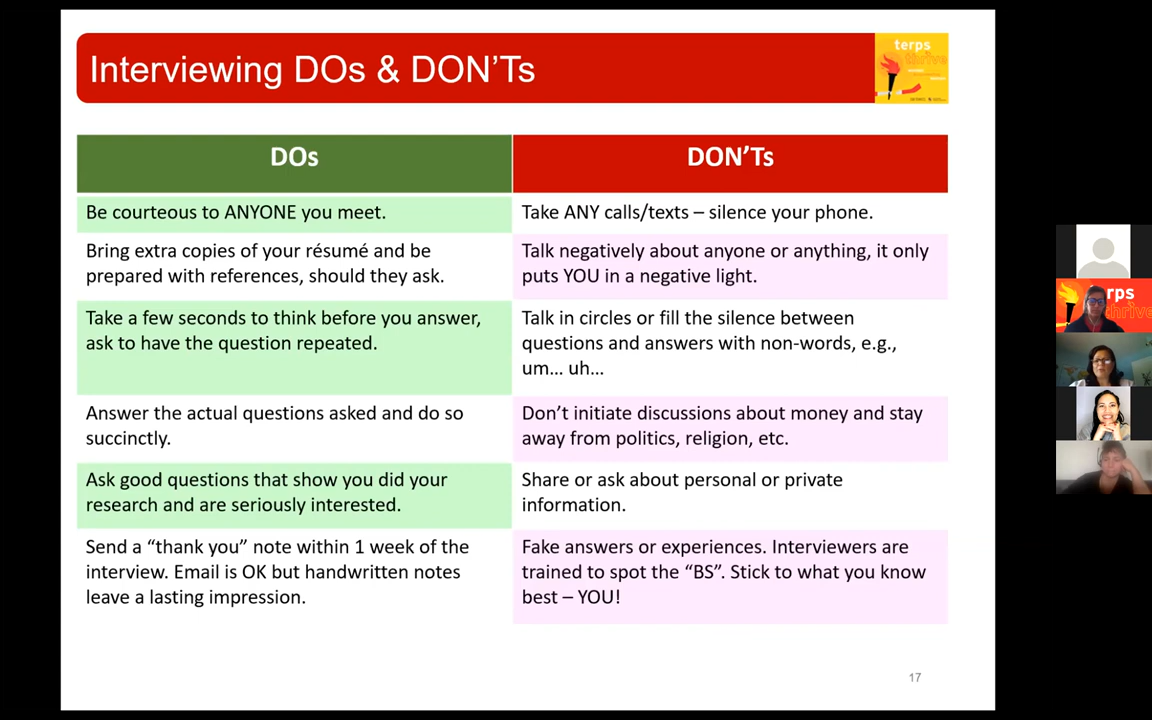 Interviewing DOs & DON'Ts
terps
thrive
DOs
DON'Ts
Be courteous to ANYONE you meet.
Take ANY calls/texts – silence your phone.
Bring extra copies of your résumé and be
prepared with references, should they ask.
Talk negatively about anyone or anything, it only
puts YOU in a negative light.
Take a few seconds to think before you answer,
ask to have the question repeated.
Talk in circles or fill the silence between
questions and answers with non-words, e.g.,
um... uh...
Answer the actual questions asked and do so
succinctly.
Don't initiate discussions about money and stay
away from politics, religion, etc.
Ask good questions that show you did your
research and are seriously interested.
Share or ask about personal or private
information.
Send a “thank you” note within 1 week of the
interview. Email is OK but handwritten notes
leave a lasting impression.
Fake answers or experiences. Interviewers are
trained to spot the “BS”. Stick to what you know
best – YOU!
17
rps
hrive